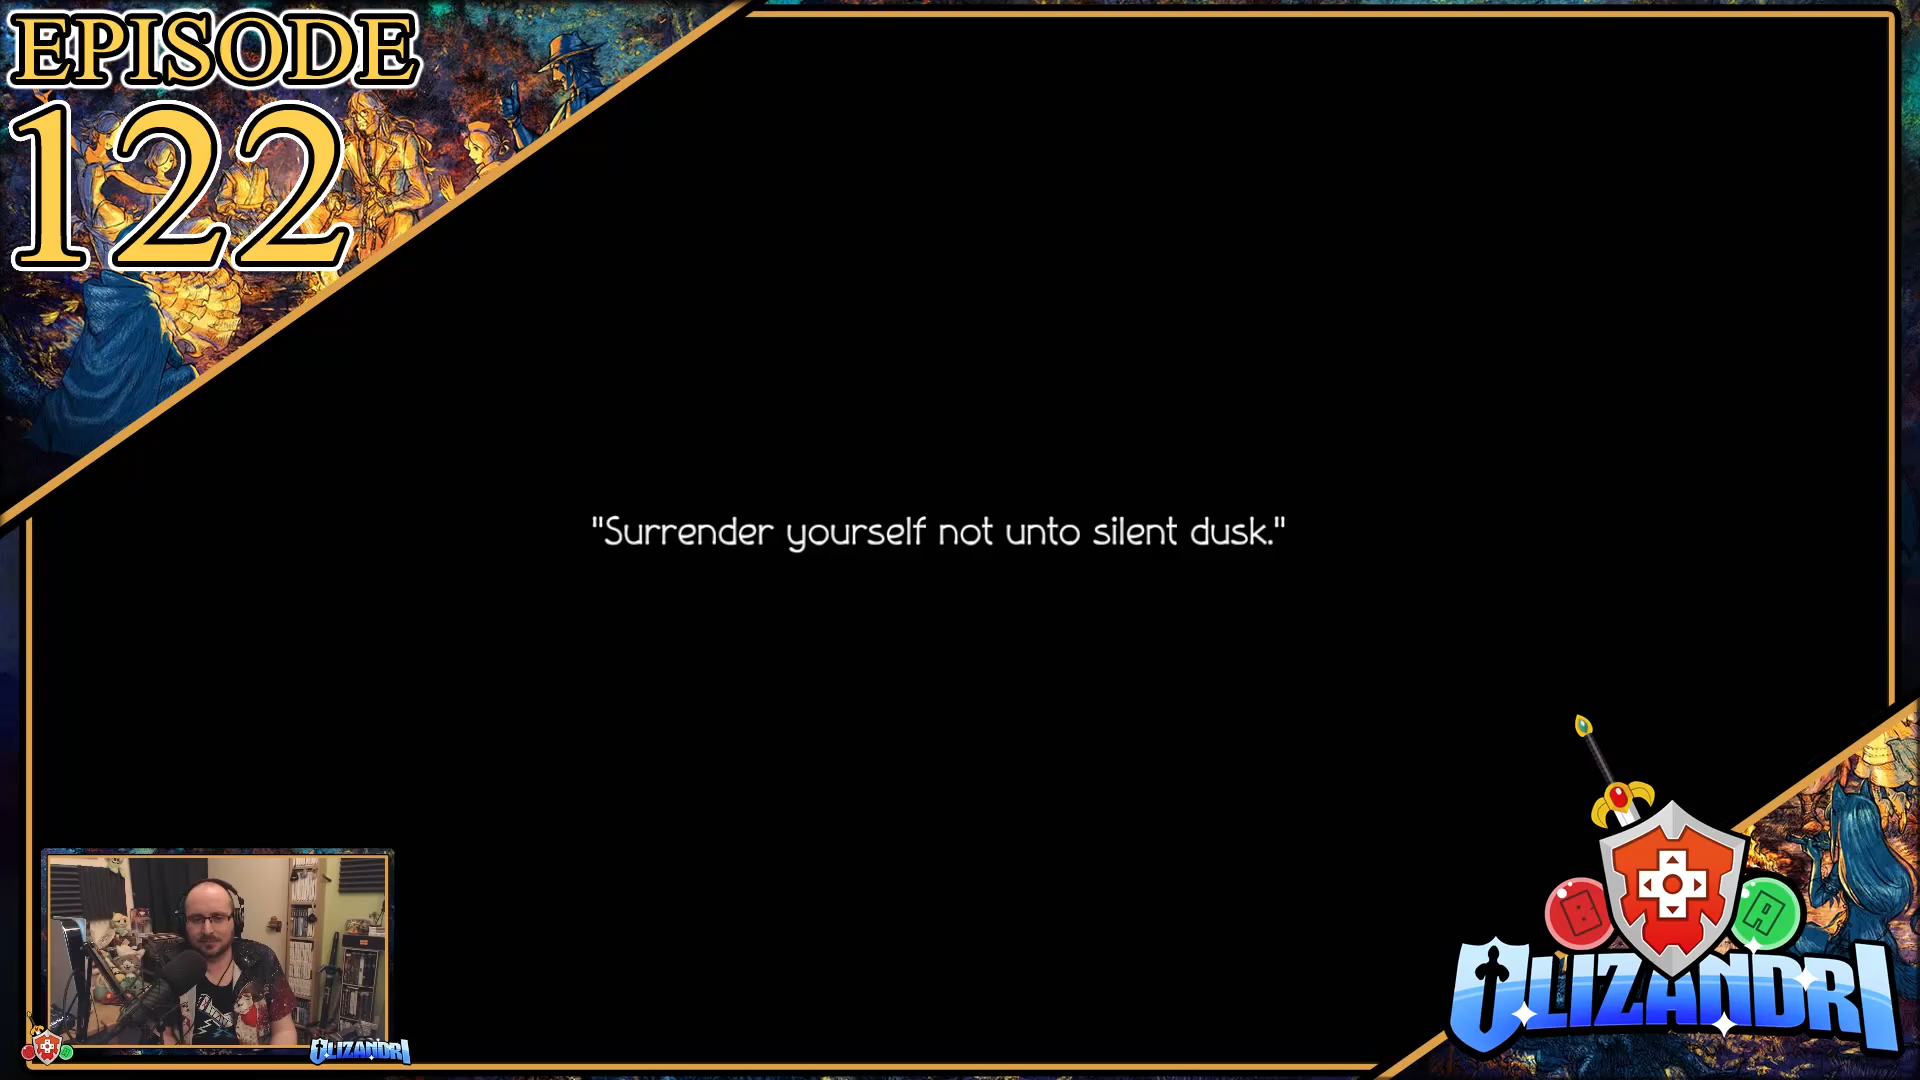 EPISODE
122
"Surrender yourself not unto silent dusk."
B
A
ULIZANDRI
ULIZANDRI